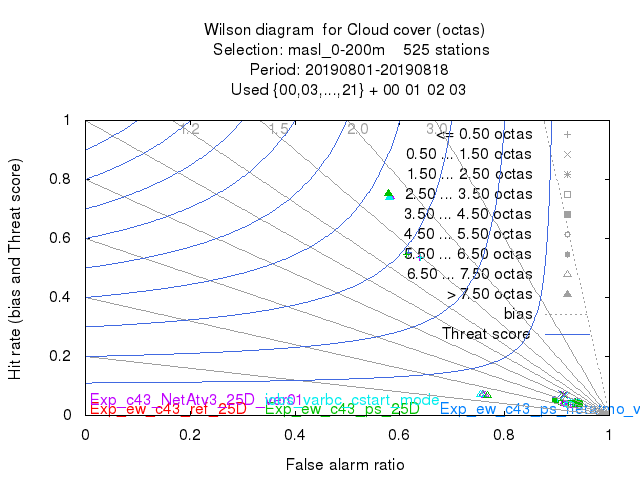 Wilson diagram for Cloud cover (octas)
Selection: masl_0-200m 525 stations
Period: 20190801-20190818
Used {00,03,...,21} + 00 01 02 03
1.2 1.5 2.0 3.0
<= 0.50 octas
0.50 ... 1.50 octas
1.50 ... 2.50 octas
2.50 ... 3.50 octas
3.50 ... 4.50 octas
4.50 ... 5.50 octas
5.50 ... 6.50 octas
6.50 ... 7.50 octas
> 7.50 octas
bias
Threat score
1
0.8
0.6
0.4
0.2
0
Hit rate (bias and Threat score)
Exp_c43_NetAtv3_25D_ver01
varbc_cstart_mode
Exp_ew_c43_ref_25D
Exp_ew_c43_ps_25D
0 0.2 0.4 0.6 0.8 1
False alarm ratio